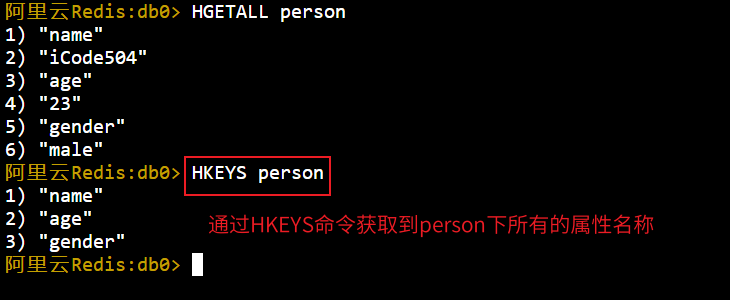 阿里云Redis:db0> HGETALL person
1) "name"
2) "iCode504"
3) "age"
4) "23"
5) "gender"
6) "male"
阿里云Redis:db0> HKEYS person
1) "name"
2) "age"
3) "gender"
通过HKEYS命令获取到person下所有的属性名称
阿里云Redis:db0>